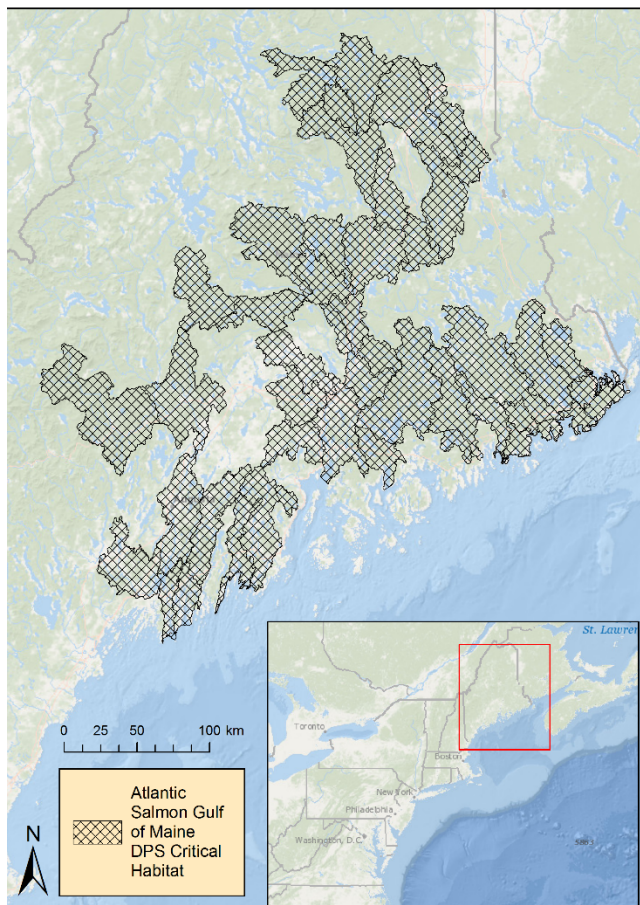 0 25 50 100 km
Atlantic
Salmon Gulf
of Maine
DPS Critical
Habitat
N
St. Lawren
Toronto
Boston
New York
Philadelphia
Washington, D.C.